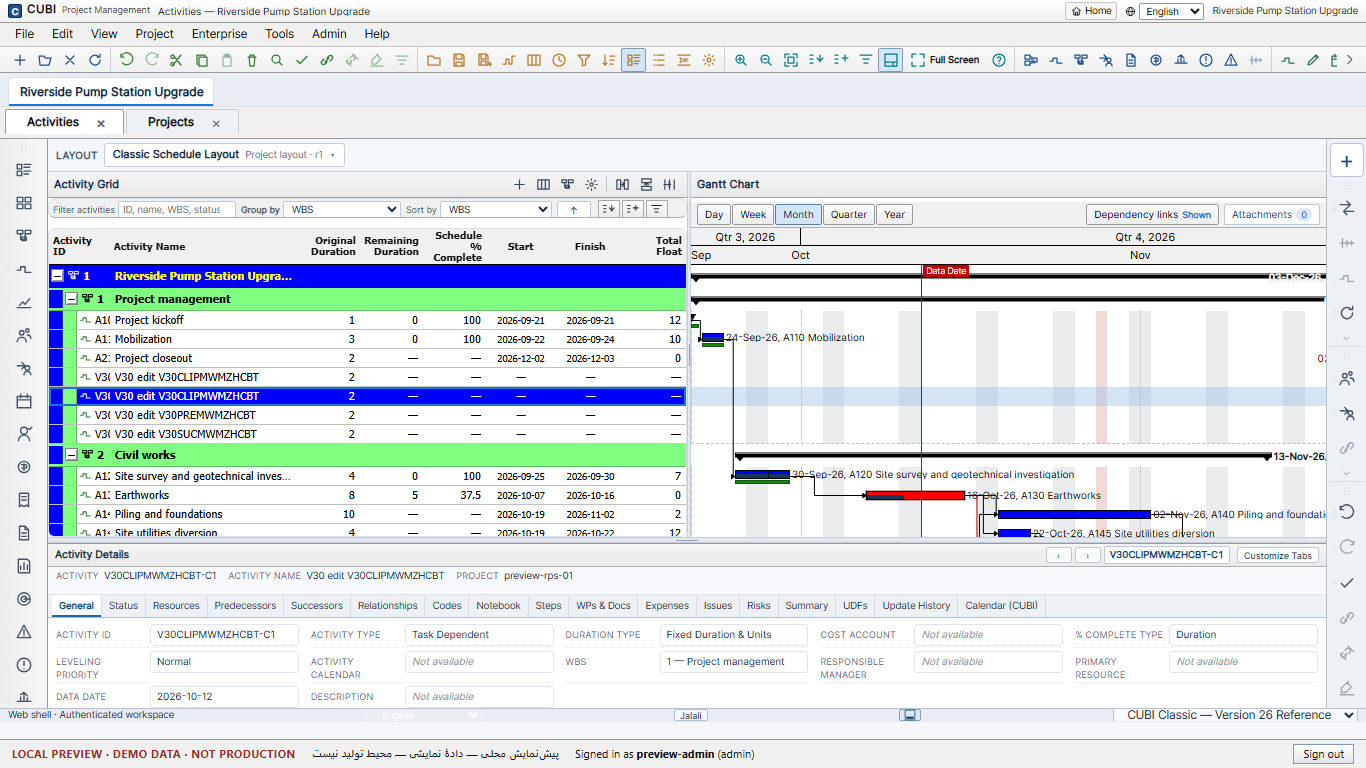 CUBI Project Management Activities — Riverside Pump Station Upgrade Home English Riverside Pump Station Upgrade
File Edit View Project Enterprise Tools Admin Help
Full Screen
Riverside Pump Station Upgrade
Activities Projects
LAYOUT Classic Schedule Layout Project layout · r1
Activity Grid
Filter activities ID, name, WBS, status Group by WBS Sort by WBS
Activity ID Activity Name Original Duration Remaining Duration Schedule % Complete Start Finish Total Float
1 Riverside Pump Station Upgra...
1 Project management
A10 Project kickoff 1 0 100 2026-09-21 2026-09-21 12
A11 Mobilization 3 0 100 2026-09-22 2026-09-24 10
A21 Project closeout 2 — — 2026-12-02 2026-12-03 0
V30 V30 edit V30CLIPMWMZHCBT 2 — — — — —
V30 V30 edit V30CLIPMWMZHCBT 2 — — — — —
V30 V30 edit V30PREMWMZHCBT 2 — — — — —
V30 V30 edit V30SUCMWMZHCBT 2 — — — — —
2 Civil works
A12 Site survey and geotechnical inves... 4 0 100 2026-09-25 2026-09-30 7
A13 Earthworks 8 5 37.5 2026-10-07 2026-10-16 0
A14 Piling and foundations 10 — — 2026-10-19 2026-11-02 2
A14 Site utilities diversion 4 — — 2026-10-19 2026-10-22 12
Gantt Chart
Day Week Month Quarter Year Dependency links Shown Attachments 0
Qtr 3, 2026 Qtr 4, 2026
Sep Oct Nov
Data Date 03-Dec-26
24-Sep-26, A110 Mobilization
03
13-Nov-26,
30-Sep-26, A120 Site survey and geotechnical investigation
16-Oct-26, A130 Earthworks
02-Nov-26, A140 Piling and foundati
22-Oct-26, A145 Site utilities diversion
Activity Details V30CLIPMWMZHCBT-C1 Customize Tabs
ACTIVITY V30CLIPMWMZHCBT-C1 ACTIVITY NAME V30 edit V30CLIPMWMZHCBT PROJECT preview-rps-01
General Status Resources Predecessors Successors Relationships Codes Notebook Steps WPs & Docs Expenses Issues Risks Summary UDFs Update History Calendar (CUBI)
ACTIVITY ID V30CLIPMWMZHCBT-C1 ACTIVITY TYPE Task Dependent DURATION TYPE Fixed Duration & Units COST ACCOUNT Not available % COMPLETE TYPE Duration
LEVELING PRIORITY Normal ACTIVITY CALENDAR Not available WBS 1 — Project management RESPONSIBLE MANAGER Not available PRIMARY RESOURCE Not available
DATA DATE 2026-10-12 DESCRIPTION Not available
Web shell · Authenticated workspace English Jalali CUBI Classic — Version 26 Reference
LOCAL PREVIEW · DEMO DATA · NOT PRODUCTION پیش‌نمایش محلی — دادهٔ نمایشی — محیط تولید نیست Signed in as preview-admin (admin) Sign out